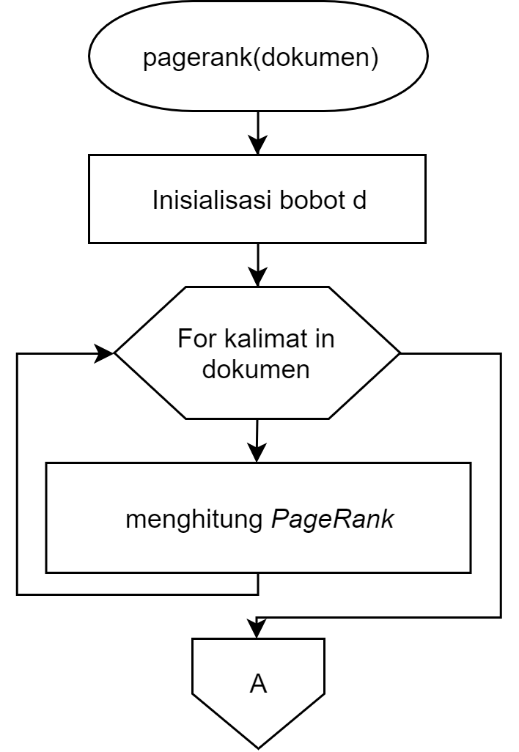 pagerank(dokumen)
Inisialisasi bobot d
For kalimat in
dokumen
menghitung PageRank
A